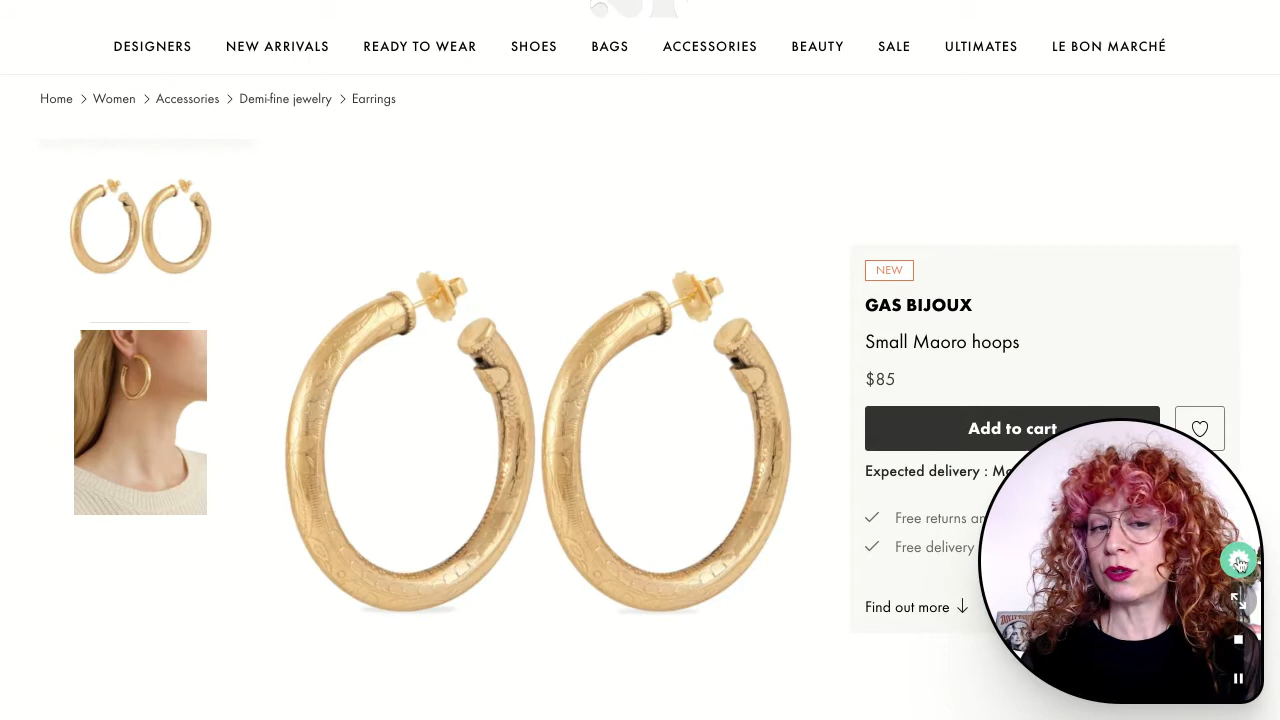 DESIGNERS NEW ARRIVALS READY TO WEAR SHOES BAGS ACCESSORIES BEAUTY SALE ULTIMATES LE BON MARCHÉ
Home > Women > Accessories > Demi-fine jewelry > Earrings
NEW
GAS BIJOUX
Small Maoro hoops
$85
Add to cart
Expected delivery :
Free returns
Free delivery
Find out more
DOLLY